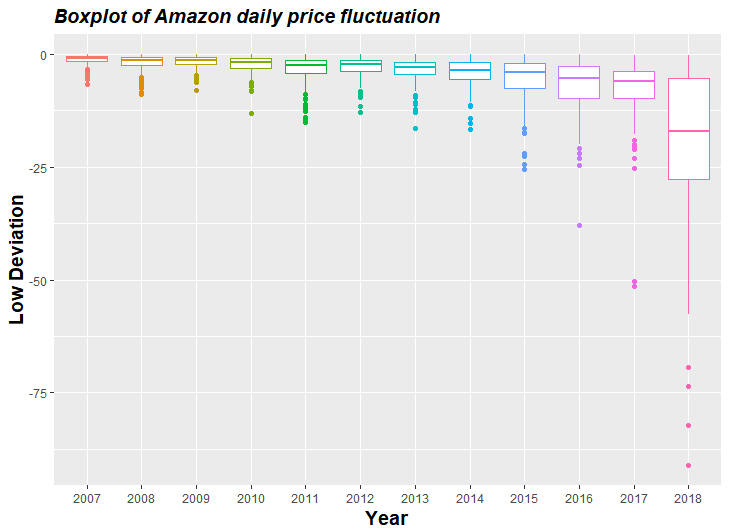 Boxplot of Amazon daily price fluctuation
Low Deviation
0
-25
-50
-75
2007 2008 2009 2010 2011 2012 2013 2014 2015 2016 2017 2018
Year